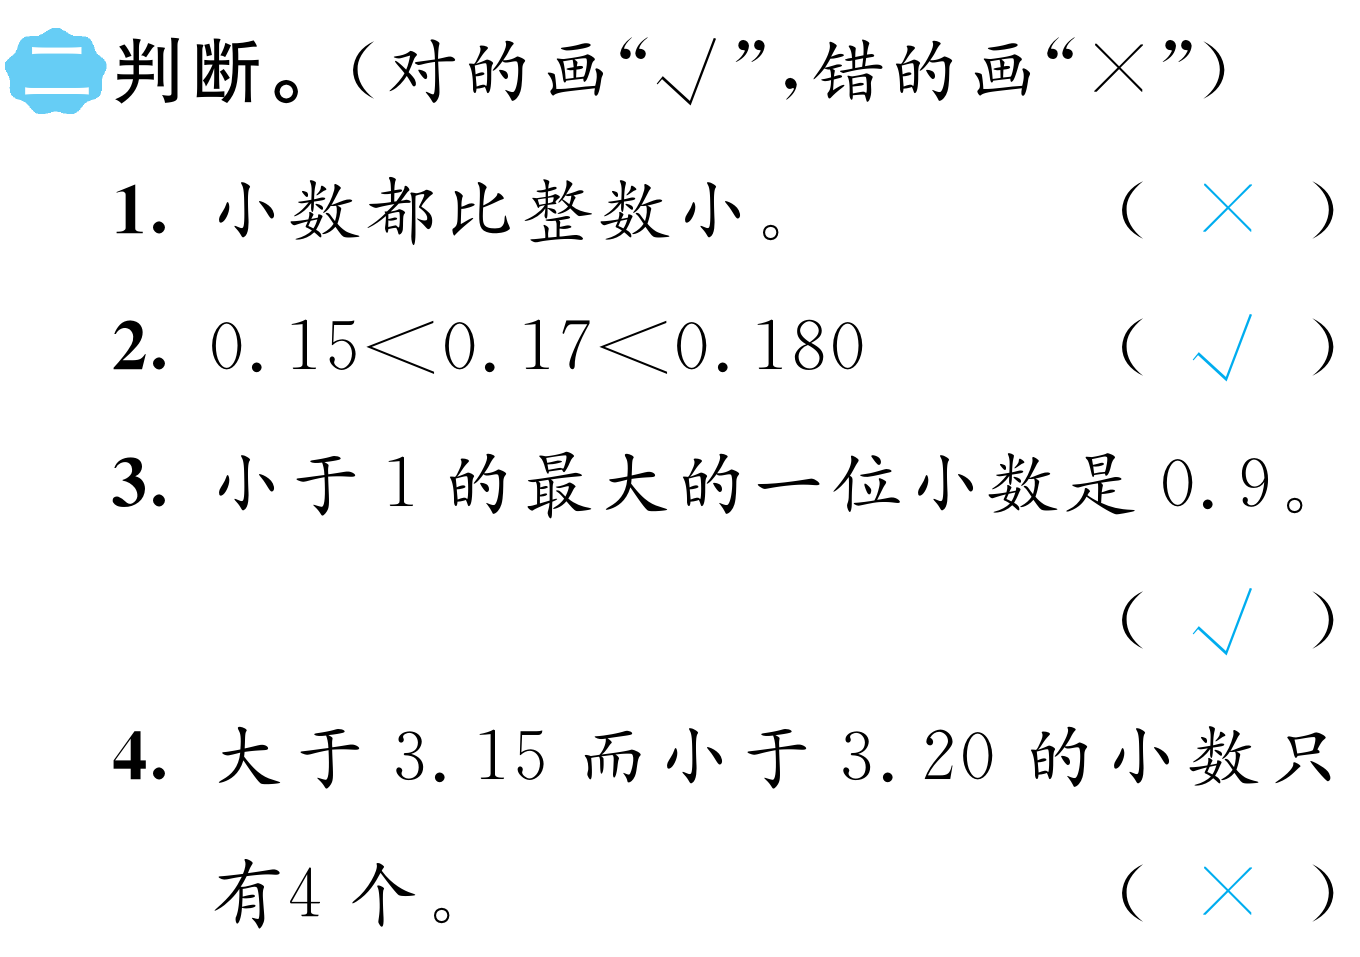 二 判断。(对的画“√”,错的画“×”)
1. 小数都比整数小。 ( × )
2. 0.15<0.17<0.180 ( √ )
3. 小于1的最大的一位小数是0.9。
( √ )
4. 大于3.15而小于3.20的小数只
有4个。 ( × )